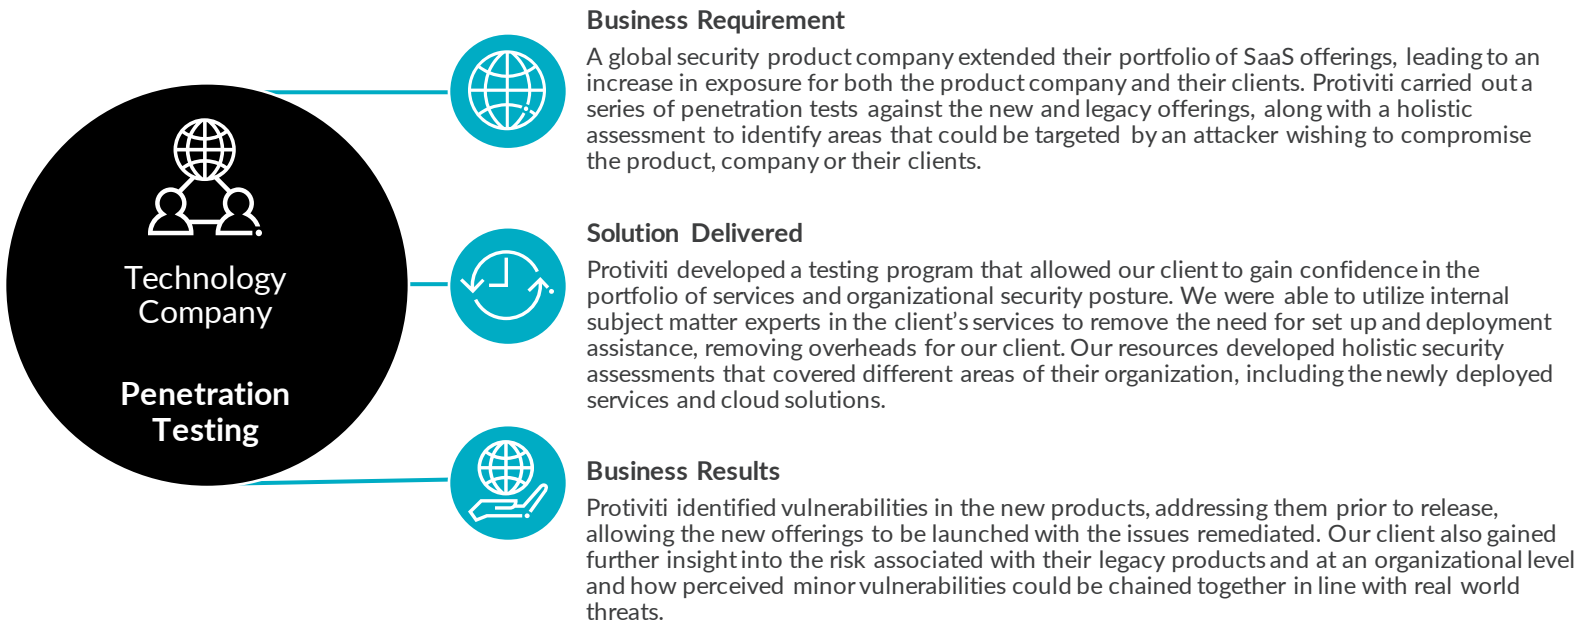 Technology
Company
Penetration
Testing
Business Requirement
A global security product company extended their portfolio of SaaS offerings, leading to an
increase in exposure for both the product company and their clients. Protiviti carried out a
series of penetration tests against the new and legacy offerings, along with a holistic
assessment to identify areas that could be targeted by an attacker wishing to compromise
the product, company or their clients.
Solution Delivered
Protiviti developed a testing program that allowed our client to gain confidence in the
portfolio of services and organizational security posture. We were able to utilize internal
subject matter experts in the client’s services to remove the need for set up and deployment
assistance, removing overheads for our client. Our resources developed holistic security
assessments that covered different areas of their organization, including the newly deployed
services and cloud solutions.
Business Results
Protiviti identified vulnerabilities in the new products, addressing them prior to release,
allowing the new offerings to be launched with the issues remediated. Our client also gained
further insight into the risk associated with their legacy products and at an organizational level
and how perceived minor vulnerabilities could be chained together in line with real world
threats.